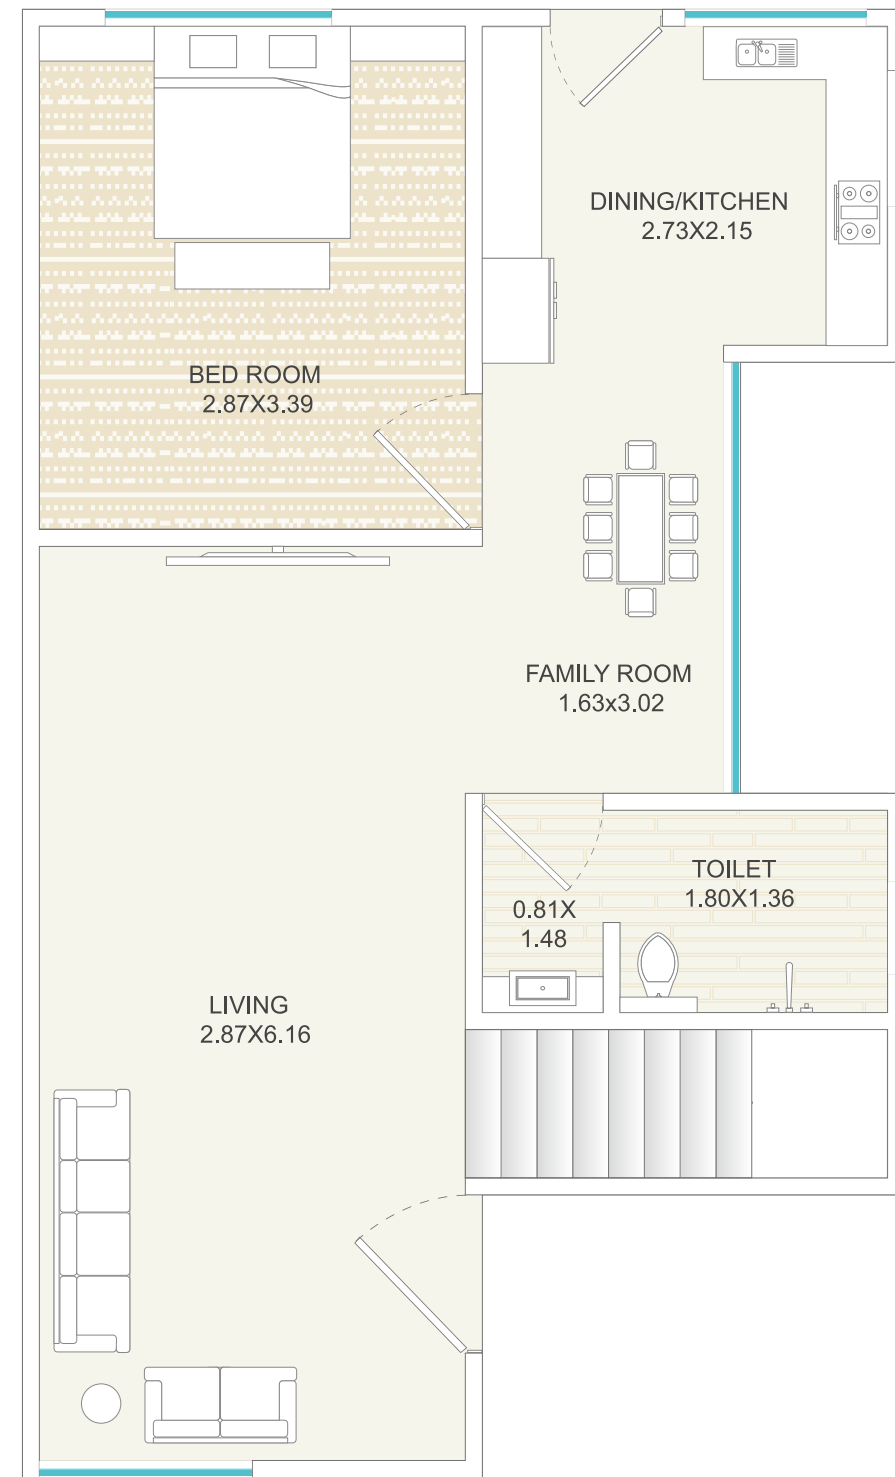 DINING/KITCHEN
2.73X2.15
BED ROOM
2.87X3.39
FAMILY ROOM
1.63x3.02
TOILET
1.80X1.36
0.81X
1.48
LIVING
2.87X6.16